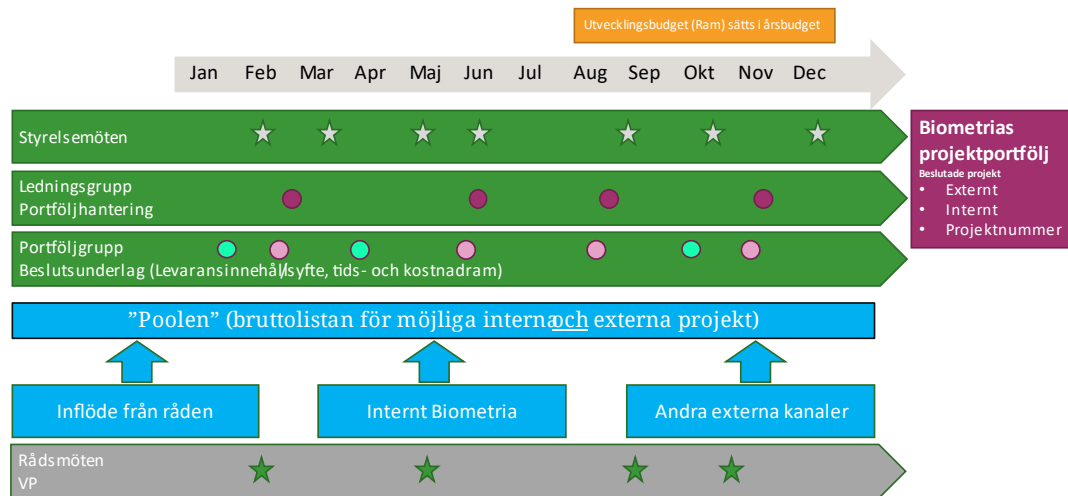 Utvecklingsbudget (Ram) sätts i årsbudget
Jan Feb Mar Apr Maj Jun Jul Aug Sep Okt Nov Dec
Styrelsemöten
Ledningsgrupp
Portföljhantering
Portföljgrupp
Beslutsunderlag (Levaransinnehåll/syfte, tids- och kostnadram)
Biometrias
projektportfölj
Beslutade projekt
• Externt
• Internt
• Projektnummer
”Poolen” (bruttolistan för möjliga interna och externa projekt)
Inflöde från råden
Internt Biometria
Andra externa kanaler
Rådsmöten
VP